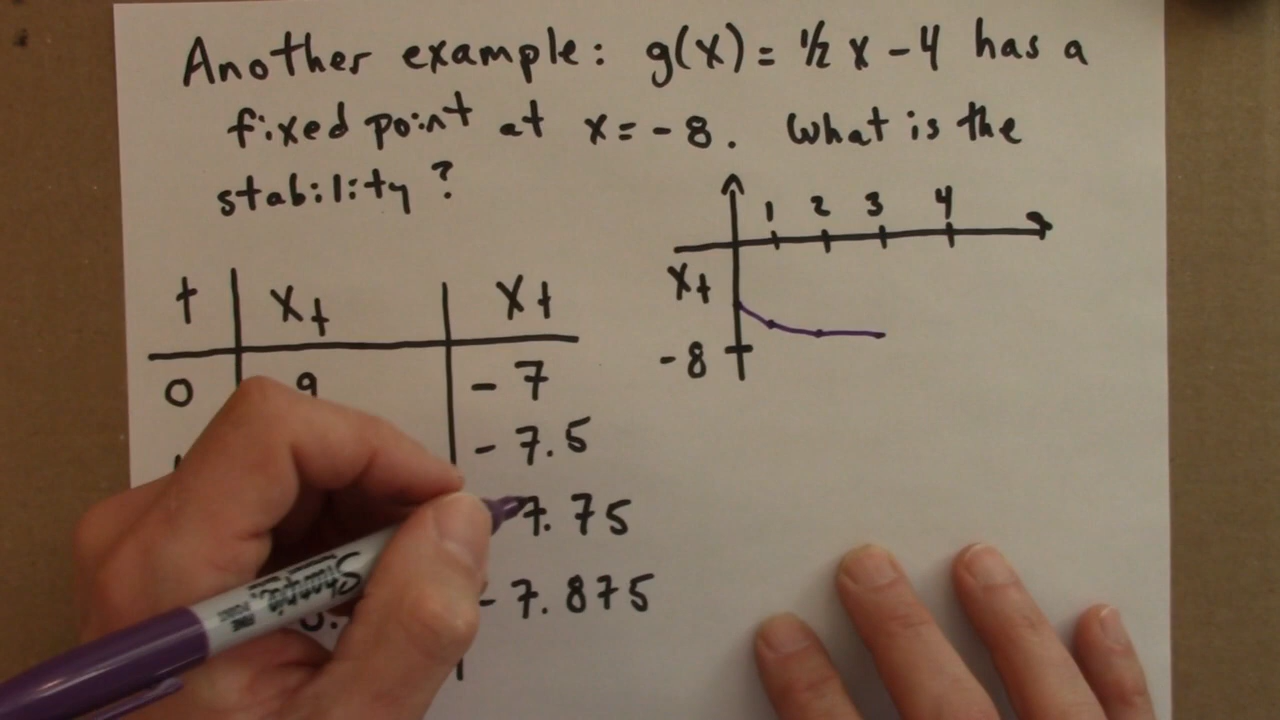 Another example: g(x) = 1/2 x - 4 has a
fixed point at x = -8. What is the
stability?
1 2 3 4
xt
-8
t xt xt
0 9 -7
-7.5
7.75
-7.875
Sharpie